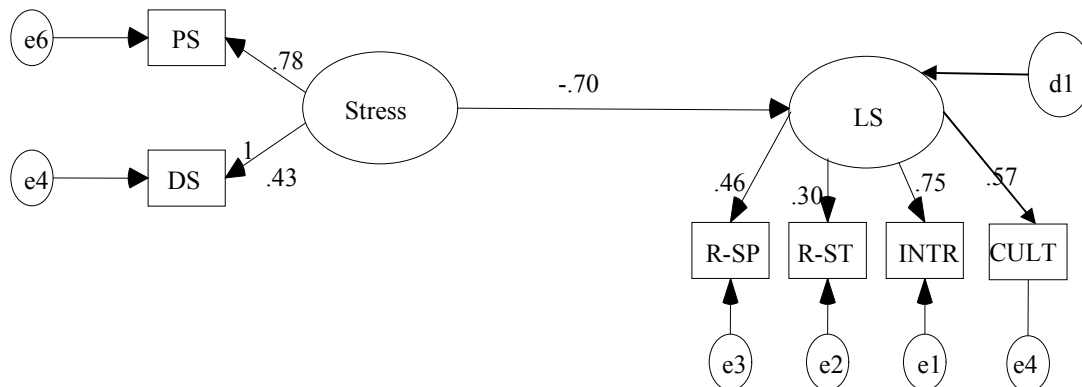 e6
PS
.78
Stress
-.70
LS
d1
1
.43
e4
DS
.46
.30
.75
.57
R-SP
R-ST
INTR
CULT
e3
e2
e1
e4